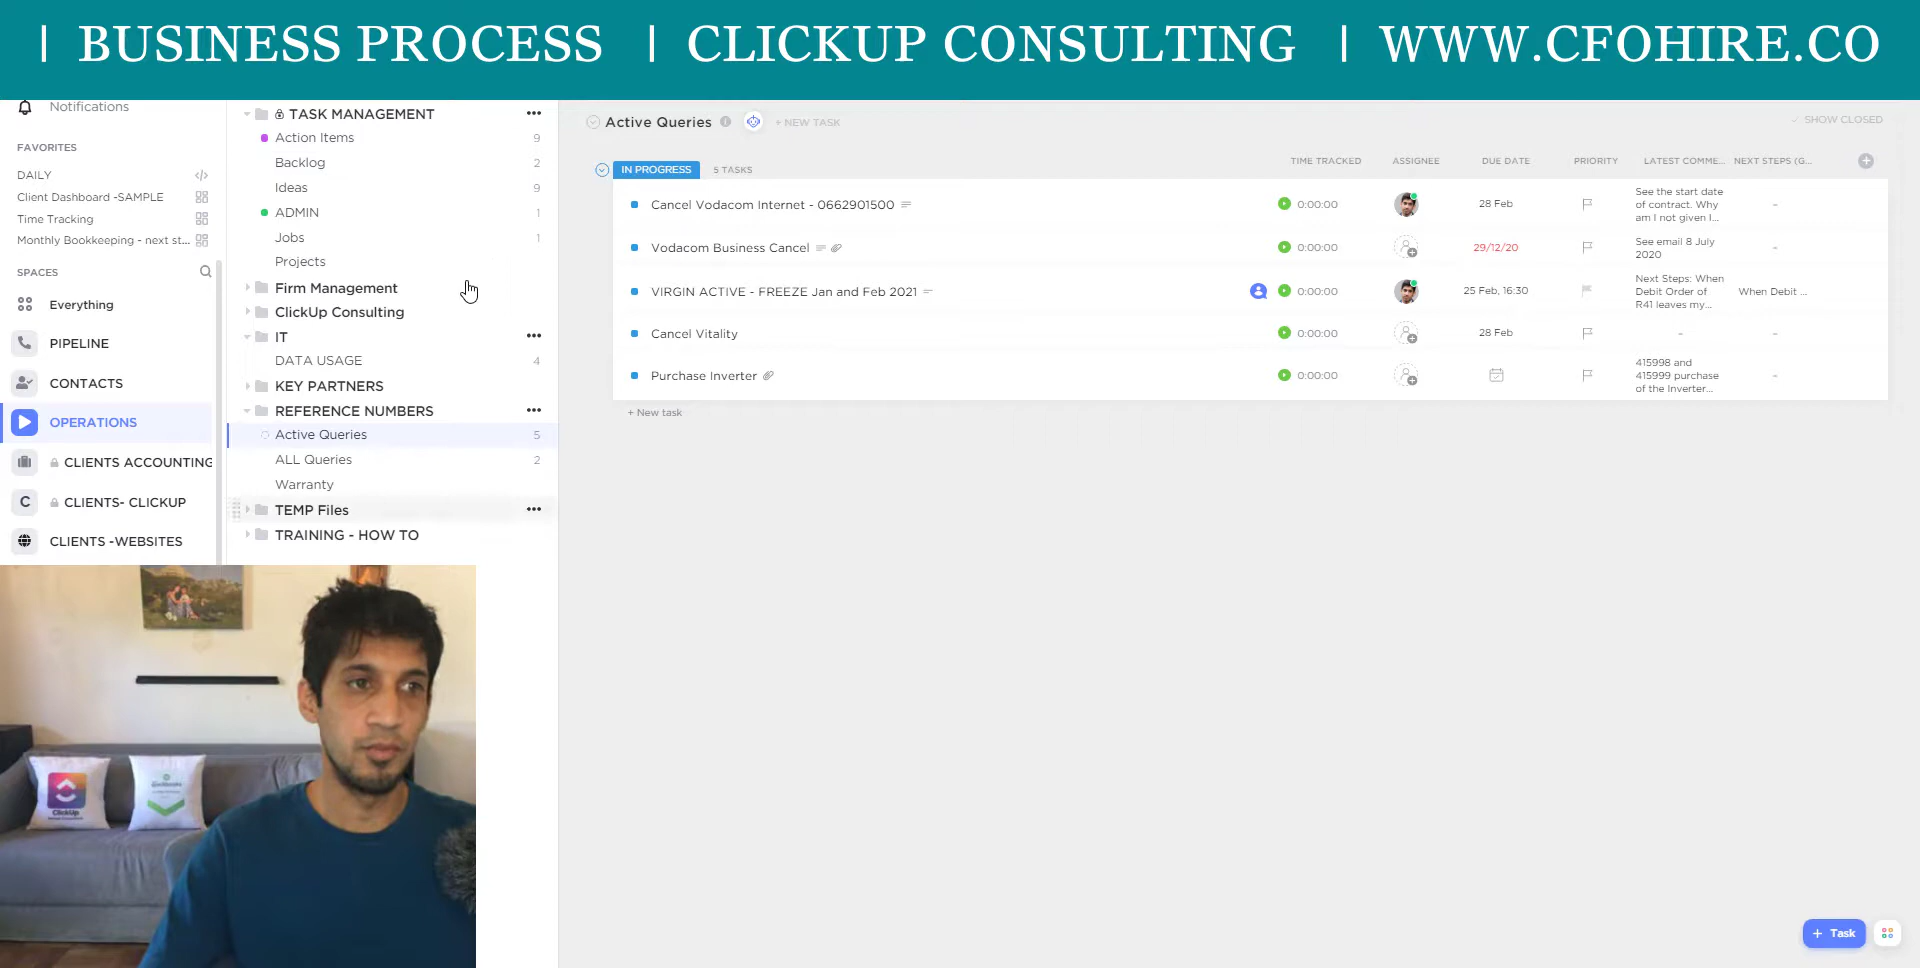 | BUSINESS PROCESS | CLICKUP CONSULTING | WWW.CFOHIRE.CO
Notifications
FAVORITES
DAILY
Client Dashboard -SAMPLE
Time Tracking
Monthly Bookkeeping - next st...
SPACES
Everything
PIPELINE
CONTACTS
OPERATIONS
CLIENTS ACCOUNTING
C CLIENTS- CLICKUP
CLIENTS -WEBSITES
TASK MANAGEMENT
Action Items 9
Backlog 2
Ideas 9
ADMIN 1
Jobs 1
Projects
Firm Management
ClickUp Consulting
IT
DATA USAGE 4
KEY PARTNERS
REFERENCE NUMBERS
Active Queries 5
ALL Queries 2
Warranty
TEMP Files
TRAINING - HOW TO
Active Queries + NEW TASK SHOW CLOSED
IN PROGRESS 5 TASKS TIME TRACKED ASSIGNEE DUE DATE PRIORITY LATEST COMME... NEXT STEPS (G...
Cancel Vodacom Internet - 0662901500 0:00:00 28 Feb
See the start date
of contract. Why
am I not given I...
-
Vodacom Business Cancel 0:00:00 29/12/20
See email 8 July
2020
-
VIRGIN ACTIVE - FREEZE Jan and Feb 2021 0:00:00 25 Feb, 16:30
Next Steps: When
Debit Order of
R41 leaves my...
When Debit ...
Cancel Vitality 0:00:00 28 Feb - -
Purchase Inverter 0:00:00
415998 and
415999 purchase
of the Inverter...
-
+ New task
ClickUp
+ Task